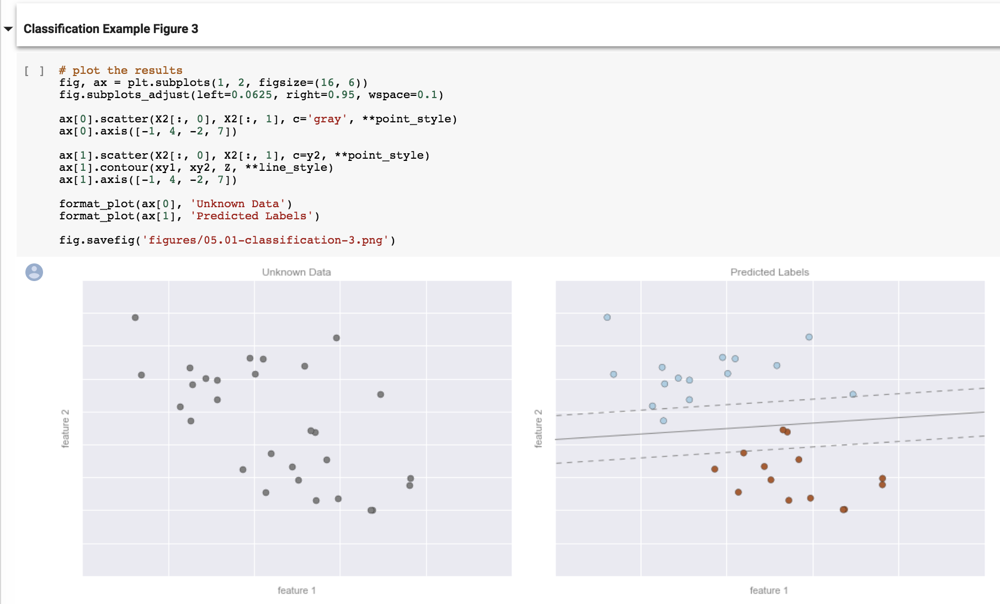 Classification Example Figure 3
[ ] # plot the results
fig, ax = plt.subplots(1, 2, figsize=(16, 6))
fig.subplots_adjust(left=0.0625, right=0.95, wspace=0.1)
ax[0].scatter(X2[:, 0], X2[:, 1], c='gray', **point_style)
ax[0].axis([-1, 4, -2, 7])
ax[1].scatter(X2[:, 0], X2[:, 1], c=y2, **point_style)
ax[1].contour(xy1, xy2, Z, **line_style)
ax[1].axis([-1, 4, -2, 7])
format_plot(ax[0], 'Unknown Data')
format_plot(ax[1], 'Predicted Labels')
fig.savefig('figures/05.01-classification-3.png')
Unknown Data
feature 2
feature 1
Predicted Labels
feature 2
feature 1